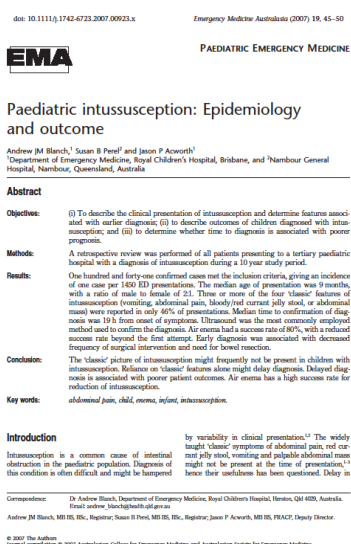 doi: 10.1111/j.1742-6723.2007.00923.x
Emergency Medicine Australasia (2007) 19, 45–50
PAEDIATRIC EMERGENCY MEDICINE
EMA
Paediatric intussusception: Epidemiology
and outcome
Andrew JM Blanch,¹ Susan B Perel² and Jason P Acworth¹
¹Department of Emergency Medicine, Royal Children's Hospital, Brisbane, and ²Nambour General
Hospital, Nambour, Queensland, Australia
Abstract
Objectives: (i) To describe the clinical presentation of intussusception and determine features associ-
ated with earlier diagnosis; (ii) to describe outcomes of children diagnosed with intus-
susception; and (iii) to determine whether time to diagnosis is associated with poorer
prognosis.
Methods: A retrospective review was performed of all patients presenting to a tertiary paediatric
hospital with a diagnosis of intussusception during a 10 year study period.
Results: One hundred and forty-one confirmed cases met the inclusion criteria, giving an incidence
of one case per 1450 ED presentations. The median age of presentation was 9 months,
with a ratio of male to female of 2:1. Three or more of the four 'classic' features of
intussusception (vomiting, abdominal pain, bloody/red currant jelly stool, or abdominal
mass) were reported in only 46% of presentations. Median time to confirmation of diag-
nosis was 19 h from onset of symptoms. Ultrasound was the most commonly employed
method used to confirm the diagnosis. Air enema had a success rate of 80%, with a reduced
success rate beyond the first attempt. Early diagnosis was associated with decreased
frequency of surgical intervention and need for bowel resection.
Conclusion: The 'classic' picture of intussusception might frequently not be present in children with
intussusception. Reliance on 'classic' features alone might delay diagnosis. Delayed diag-
nosis is associated with poorer patient outcomes. Air enema has a high success rate for
reduction of intussusception.
Key words: abdominal pain, child, enema, infant, intussusception.
Introduction
Intussusception is a common cause of intestinal
obstruction in the paediatric population. Diagnosis of
this condition is often difficult and might be hampered
by variability in clinical presentation.¹,² The widely
taught 'classic' symptoms of abdominal pain, red cur-
rant jelly stool, vomiting and palpable abdominal mass
might not be present at the time of presentation,¹⁻³
hence their usefulness has been questioned. Delay in
Correspondence: Dr Andrew Blanch, Department of Emergency Medicine, Royal Children's Hospital, Herston, Qld 4029, Australia.
Email: andrew_blanch@health.qld.gov.au
Andrew JM Blanch, MB BS, BSc, Registrar; Susan B Perel, MB BS, BSc, Registrar; Jason P Acworth, MB BS, FRACP, Deputy Director.
© 2007 The Authors
Journal compilation © 2007 Australasian College for Emergency Medicine and Australasian Society for Emergency Medicine